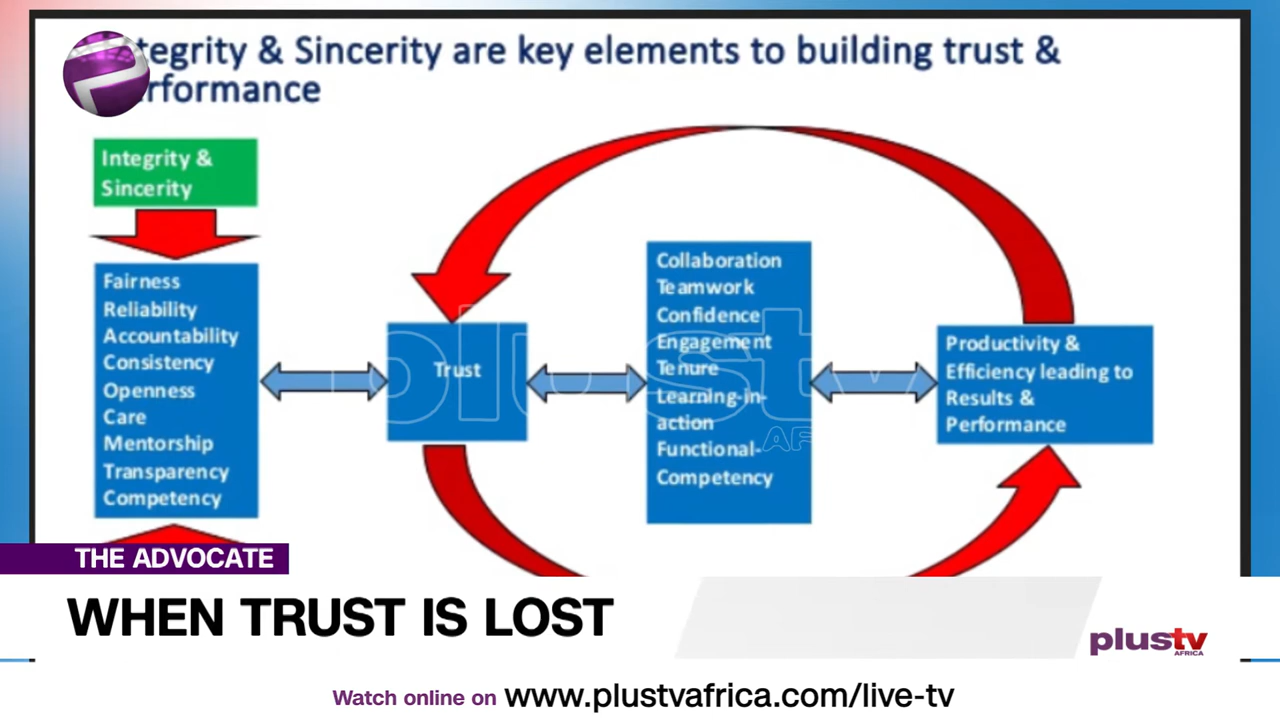 tegrity & Sincerity are key elements to building trust &
rformance
Integrity &
Sincerity
Fairness
Reliability
Accountability
Consistency
Openness
Care
Mentorship
Transparency
Competency
Trust
Collaboration
Teamwork
Confidence
Engagement
Tenure
Learning-in-
action
Functional-
Competency
Productivity &
Efficiency leading to
Results &
Performance
plustv
AF
THE ADVOCATE
WHEN TRUST IS LOST
plustv
AFRICA
Watch online on www.plustvafrica.com/live-tv